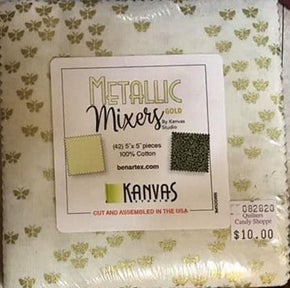 METALLIC
Mixers
GOLD
By Kanvas
Studio
(42) 5"x 5" pieces
100% Cotton
benartex.com
KANVAS
CUT AND ASSEMBLED IN THE USA
082820
Quilters
Candy Shoppe
$10.00